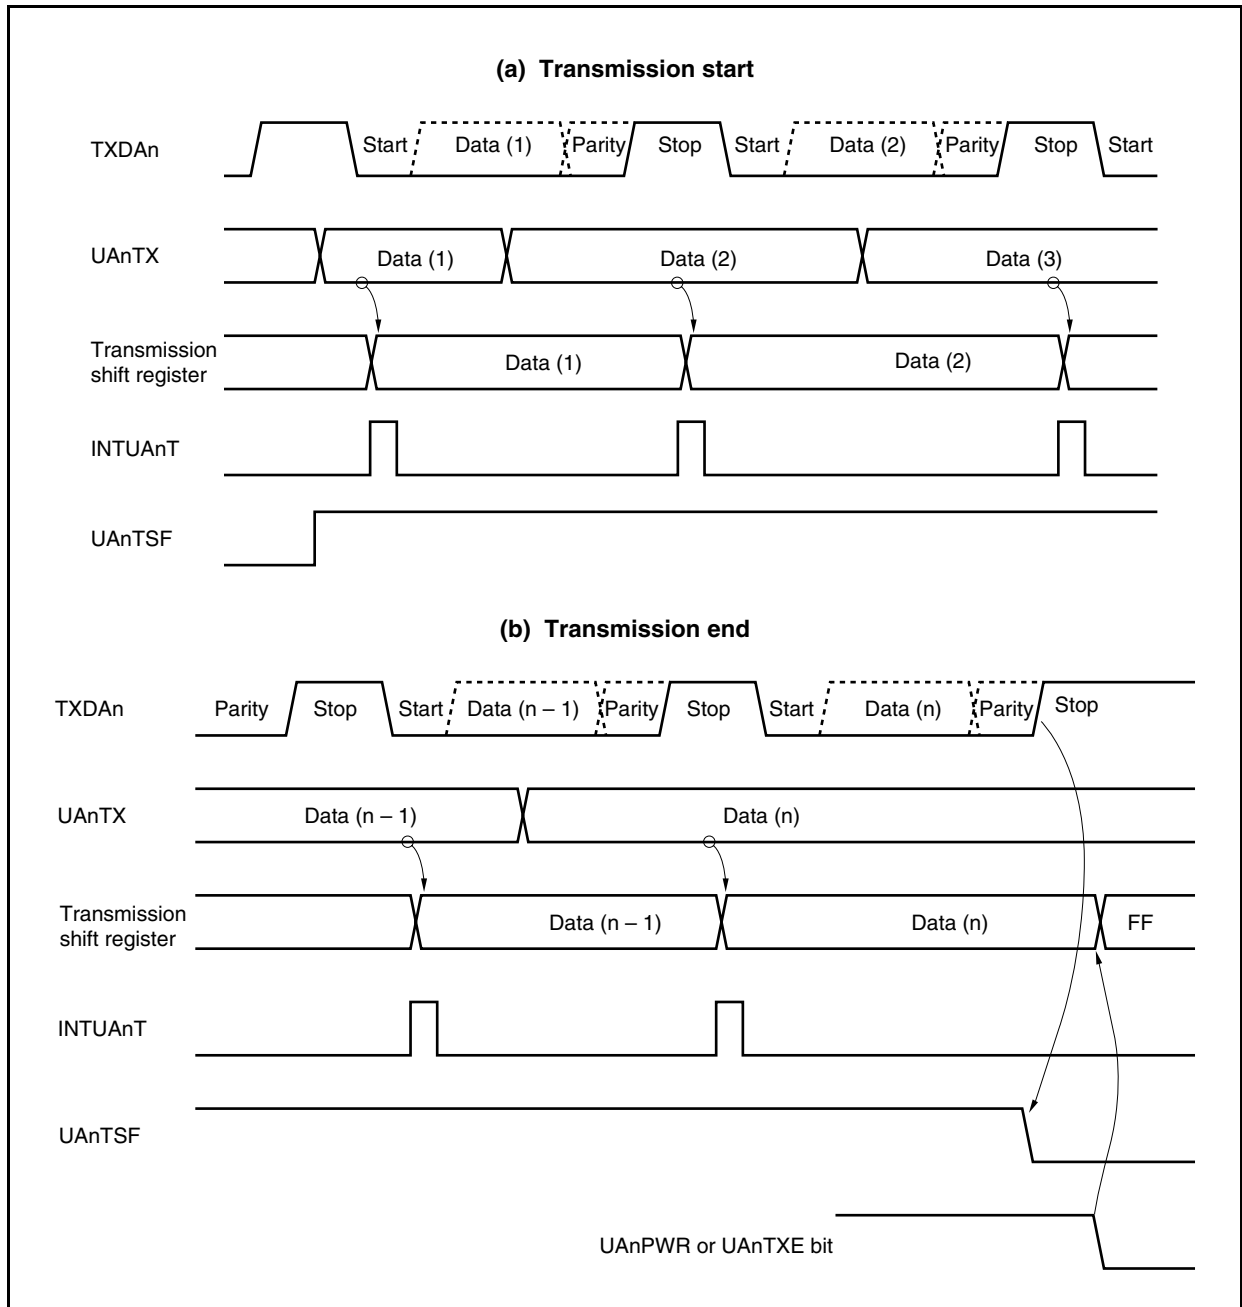 (a) Transmission start
TXDAn
Start Data (1) Parity Stop Start Data (2) Parity Stop Start
UAnTX
Data (1) Data (2) Data (3)
Transmission
shift register
Data (1) Data (2)
INTUAnT
UAnTSF
(b) Transmission end
TXDAn
Parity Stop Start Data (n – 1) Parity Stop Start Data (n) Parity Stop
UAnTX
Data (n – 1) Data (n)
Transmission
shift register
Data (n – 1) Data (n) FF
INTUAnT
UAnTSF
UAnPWR or UAnTXE bit